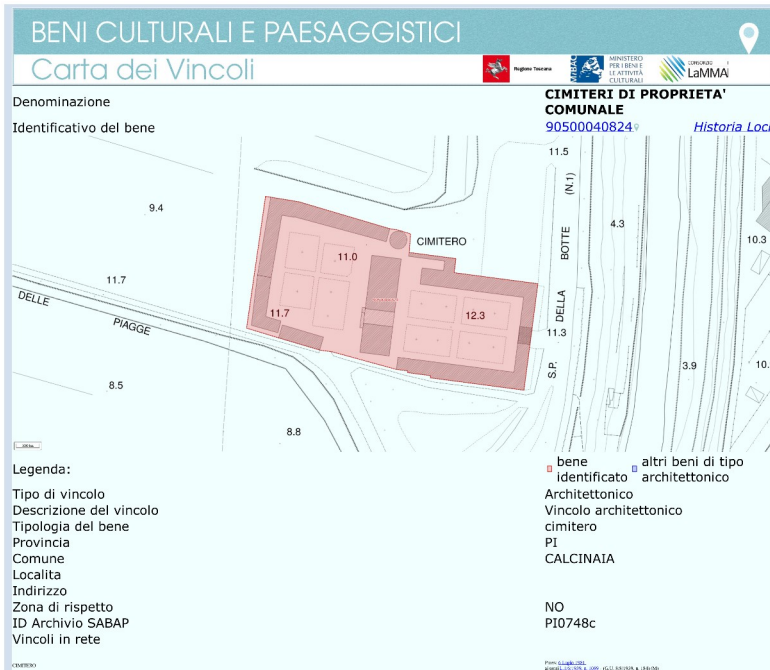 BENI CULTURALI E PAESAGGISTICI
Carta dei Vincoli
Regione Toscana
MINISTERO
PER I BENI E
LE ATTIVITÀ
CULTURALI
CONSORZIO
LaMMA
Denominazione
CIMITERI DI PROPRIETA'
COMUNALE
Identificativo del bene
90500040824
Historia Loci
11.5
(N.1)
9.4
4.3
BOTTE
10.3
CIMITERO
11.0
11.7
DELLE
PIAGGE
11.7
12.3
DELLA
11.3
S.P.
3.9
10.
8.5
8.8
Legenda:
bene
identificato
altri beni di tipo
architettonico
Tipo di vincolo
Architettonico
Descrizione del vincolo
Vincolo architettonico
Tipologia del bene
cimitero
Provincia
PI
Comune
CALCINAIA
Localita
Indirizzo
Zona di rispetto
NO
ID Archivio SABAP
PI0748c
Vincoli in rete
CIMITERO